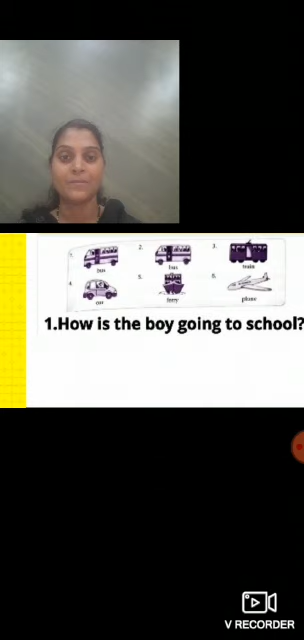 1. 2. 3.
bus bus train
4. 5. 6.
car ferry plane
1.How is the boy going to school?
V RECORDER